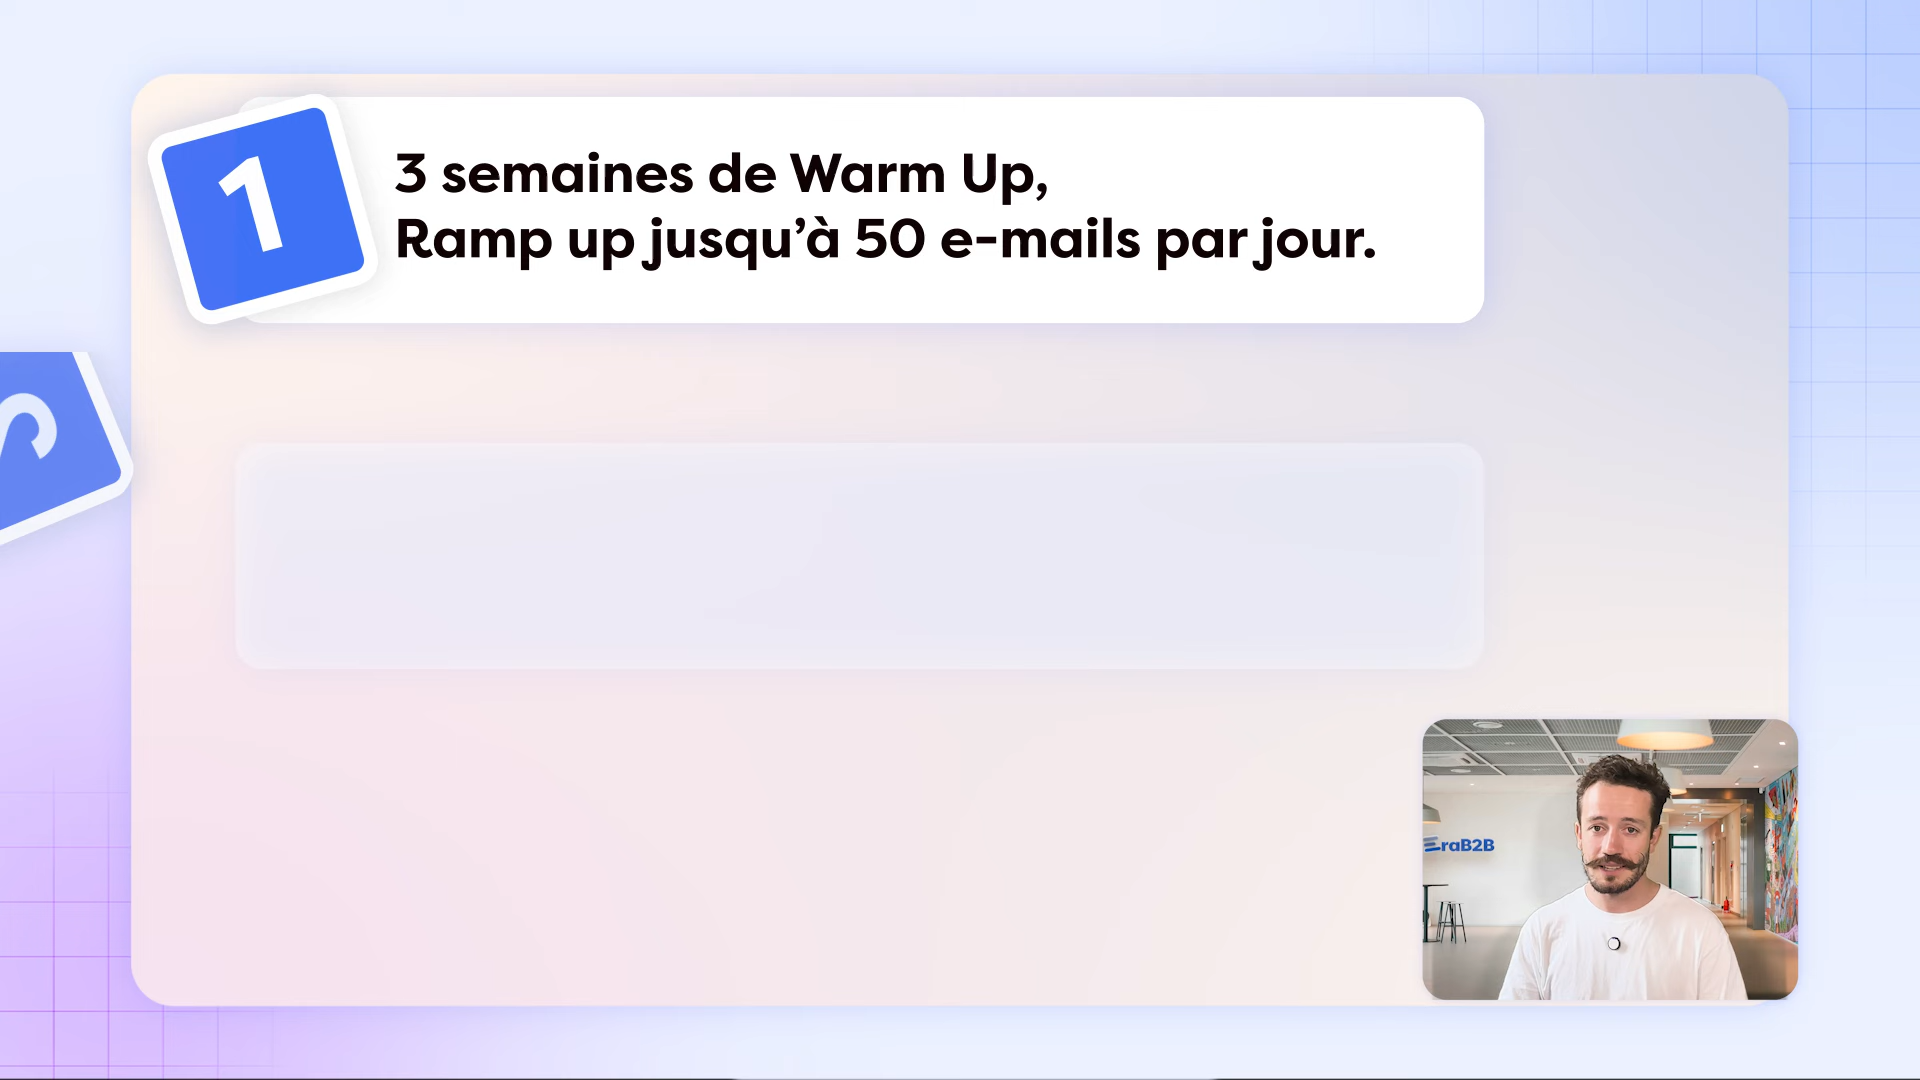 1
3 semaines de Warm Up,
Ramp up jusqu’à 50 e-mails par jour.
EraB2B